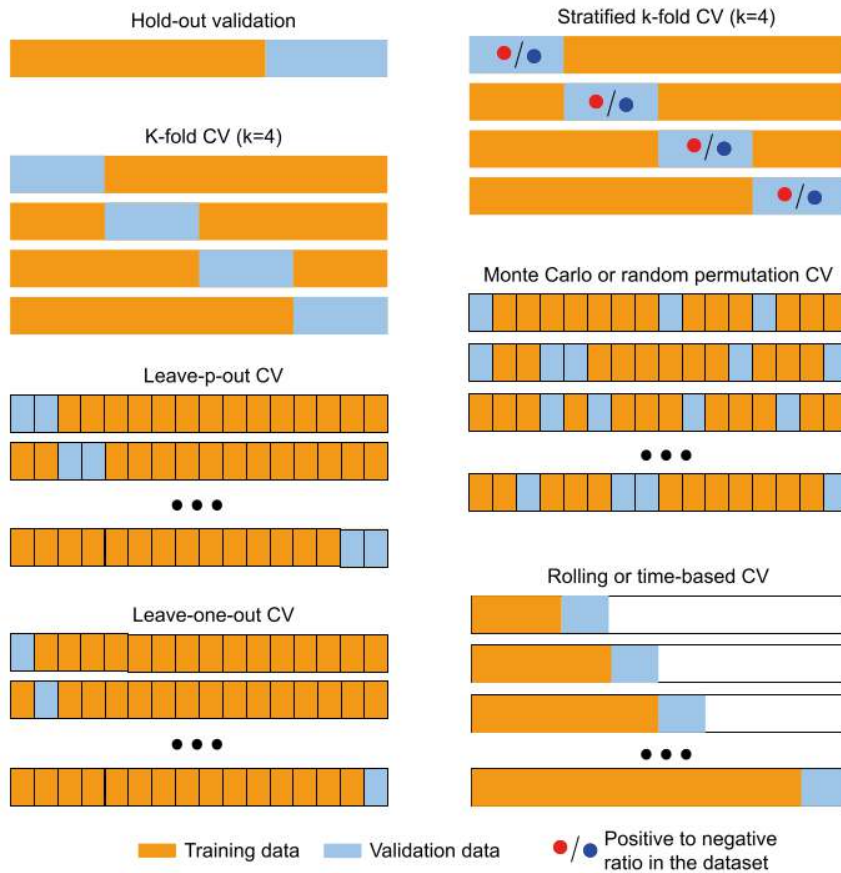 Hold-out validation
K-fold CV (k=4)
Leave-p-out CV
Leave-one-out CV
Stratified k-fold CV (k=4)
/
/
/
/
Monte Carlo or random permutation CV
Rolling or time-based CV
Training data
Validation data
/
Positive to negative
ratio in the dataset